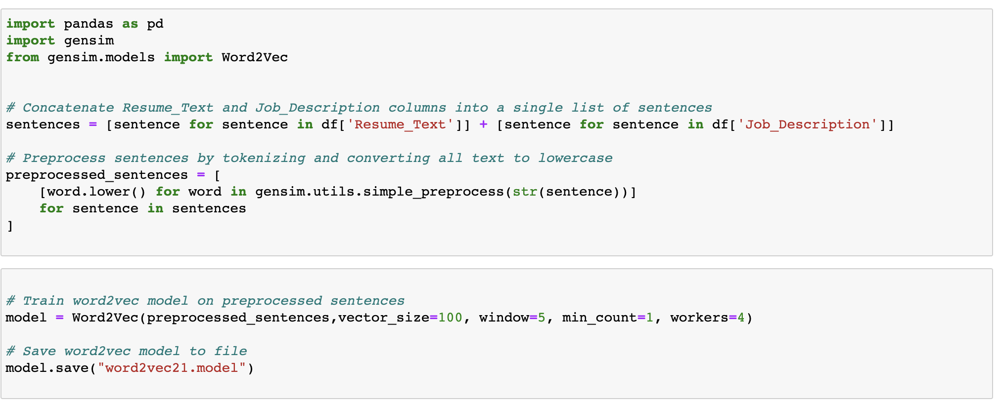 import pandas as pd
import gensim
from gensim.models import Word2Vec
# Concatenate Resume_Text and Job_Description columns into a single list of sentences
sentences = [sentence for sentence in df['Resume_Text']] + [sentence for sentence in df['Job_Description']]
# Preprocess sentences by tokenizing and converting all text to lowercase
preprocessed_sentences = [
    [word.lower() for word in gensim.utils.simple_preprocess(str(sentence))]
    for sentence in sentences
]
# Train word2vec model on preprocessed sentences
model = Word2Vec(preprocessed_sentences,vector_size=100, window=5, min_count=1, workers=4)
# Save word2vec model to file
model.save("word2vec21.model")